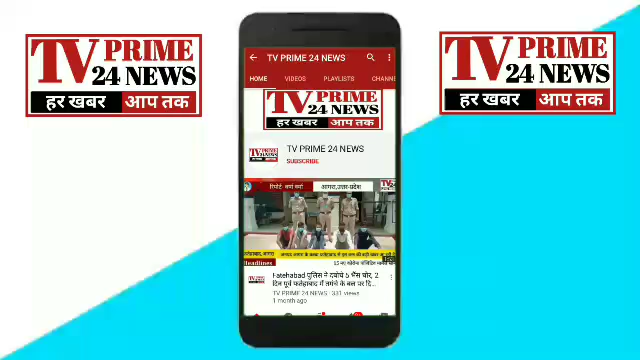 TV PRIME
24 NEWS
हर खबर आप तक
TV PRIME
24 NEWS
हर खबर आप तक
TV PRIME 24 NEWS
HOME VIDEOS PLAYLISTS CHANN
TV PRIME
24 NEWS
हर खबर आप तक
TV PRIME 24 NEWS
SUBSCRIBE
रिपोर्ट- वर्षा वर्मा आगरा,उत्तर-प्रदेश
Headlines
Fatehabad पुलिस ने दबोचे 5 भैंस चोर, 2
दिन पूर्व फतेहाबाद में तमंचे के बल पर दि...
TV PRIME 24 NEWS · 331 views
1 month ago